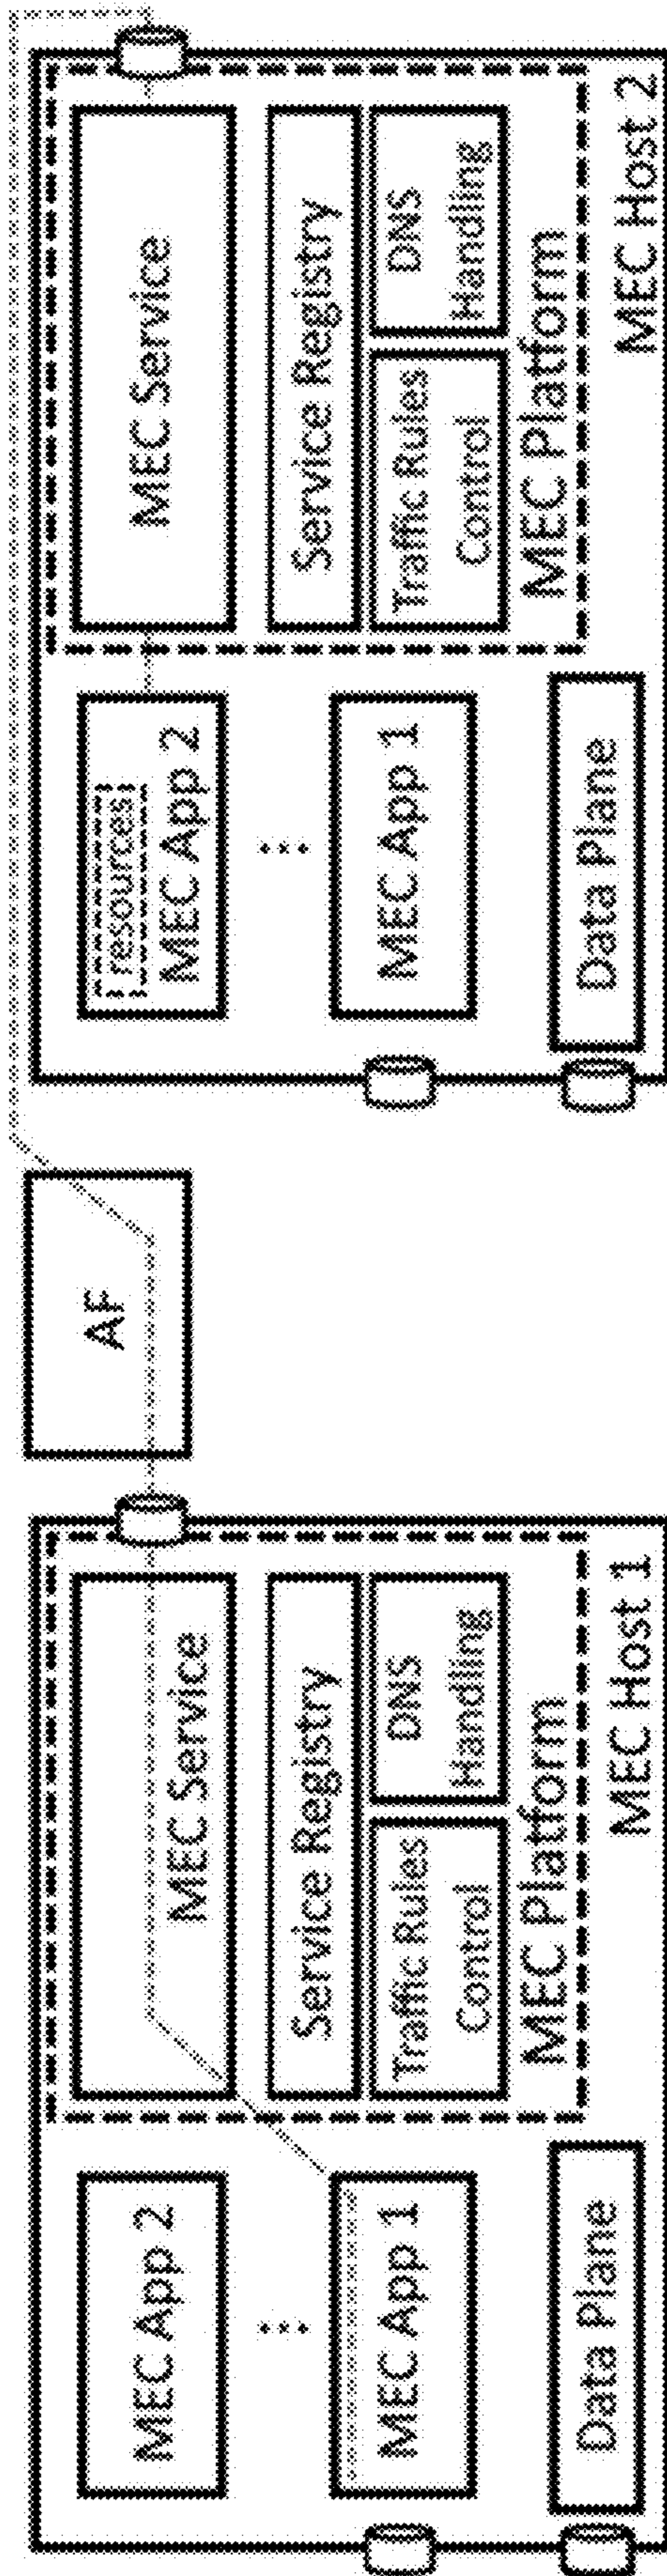 MEC App 2
⋮
MEC App 1
Data Plane
MEC Service
Service Registry
Traffic Rules
Control
DNS
Handling
MEC Platform
MEC Host 1
AF
resources
MEC App 2
⋮
MEC App 1
Data Plane
MEC Service
Service Registry
Traffic Rules
Control
DNS
Handling
MEC Platform
MEC Host 2